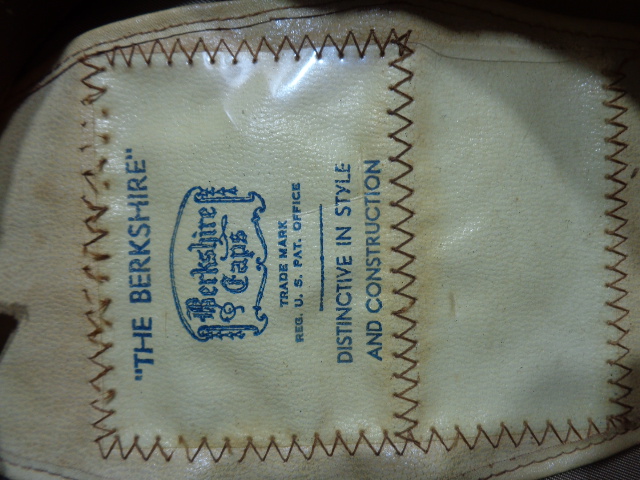 "THE BERKSHIRE"
Berkshire
Caps
TRADE MARK
REG. U. S. PAT. OFFICE
DISTINCTIVE IN STYLE
AND CONSTRUCTION